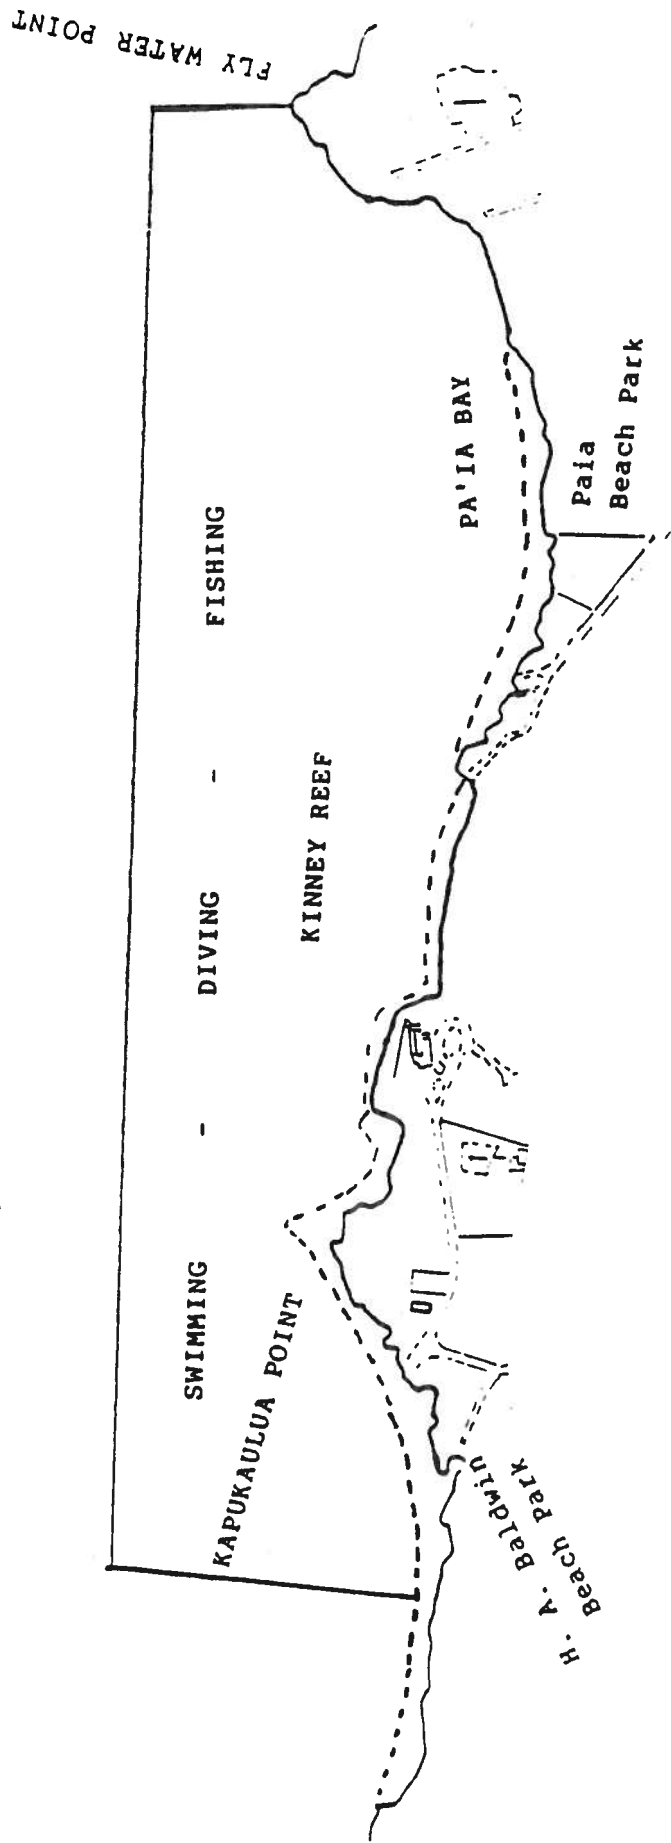 FLY WATER POINT
SWIMMING - DIVING - FISHING
KINNEY REEF
PA'IA BAY
KAPUKAULUA POINT
Paia
Beach Park
H. A. Baldwin
Beach Park